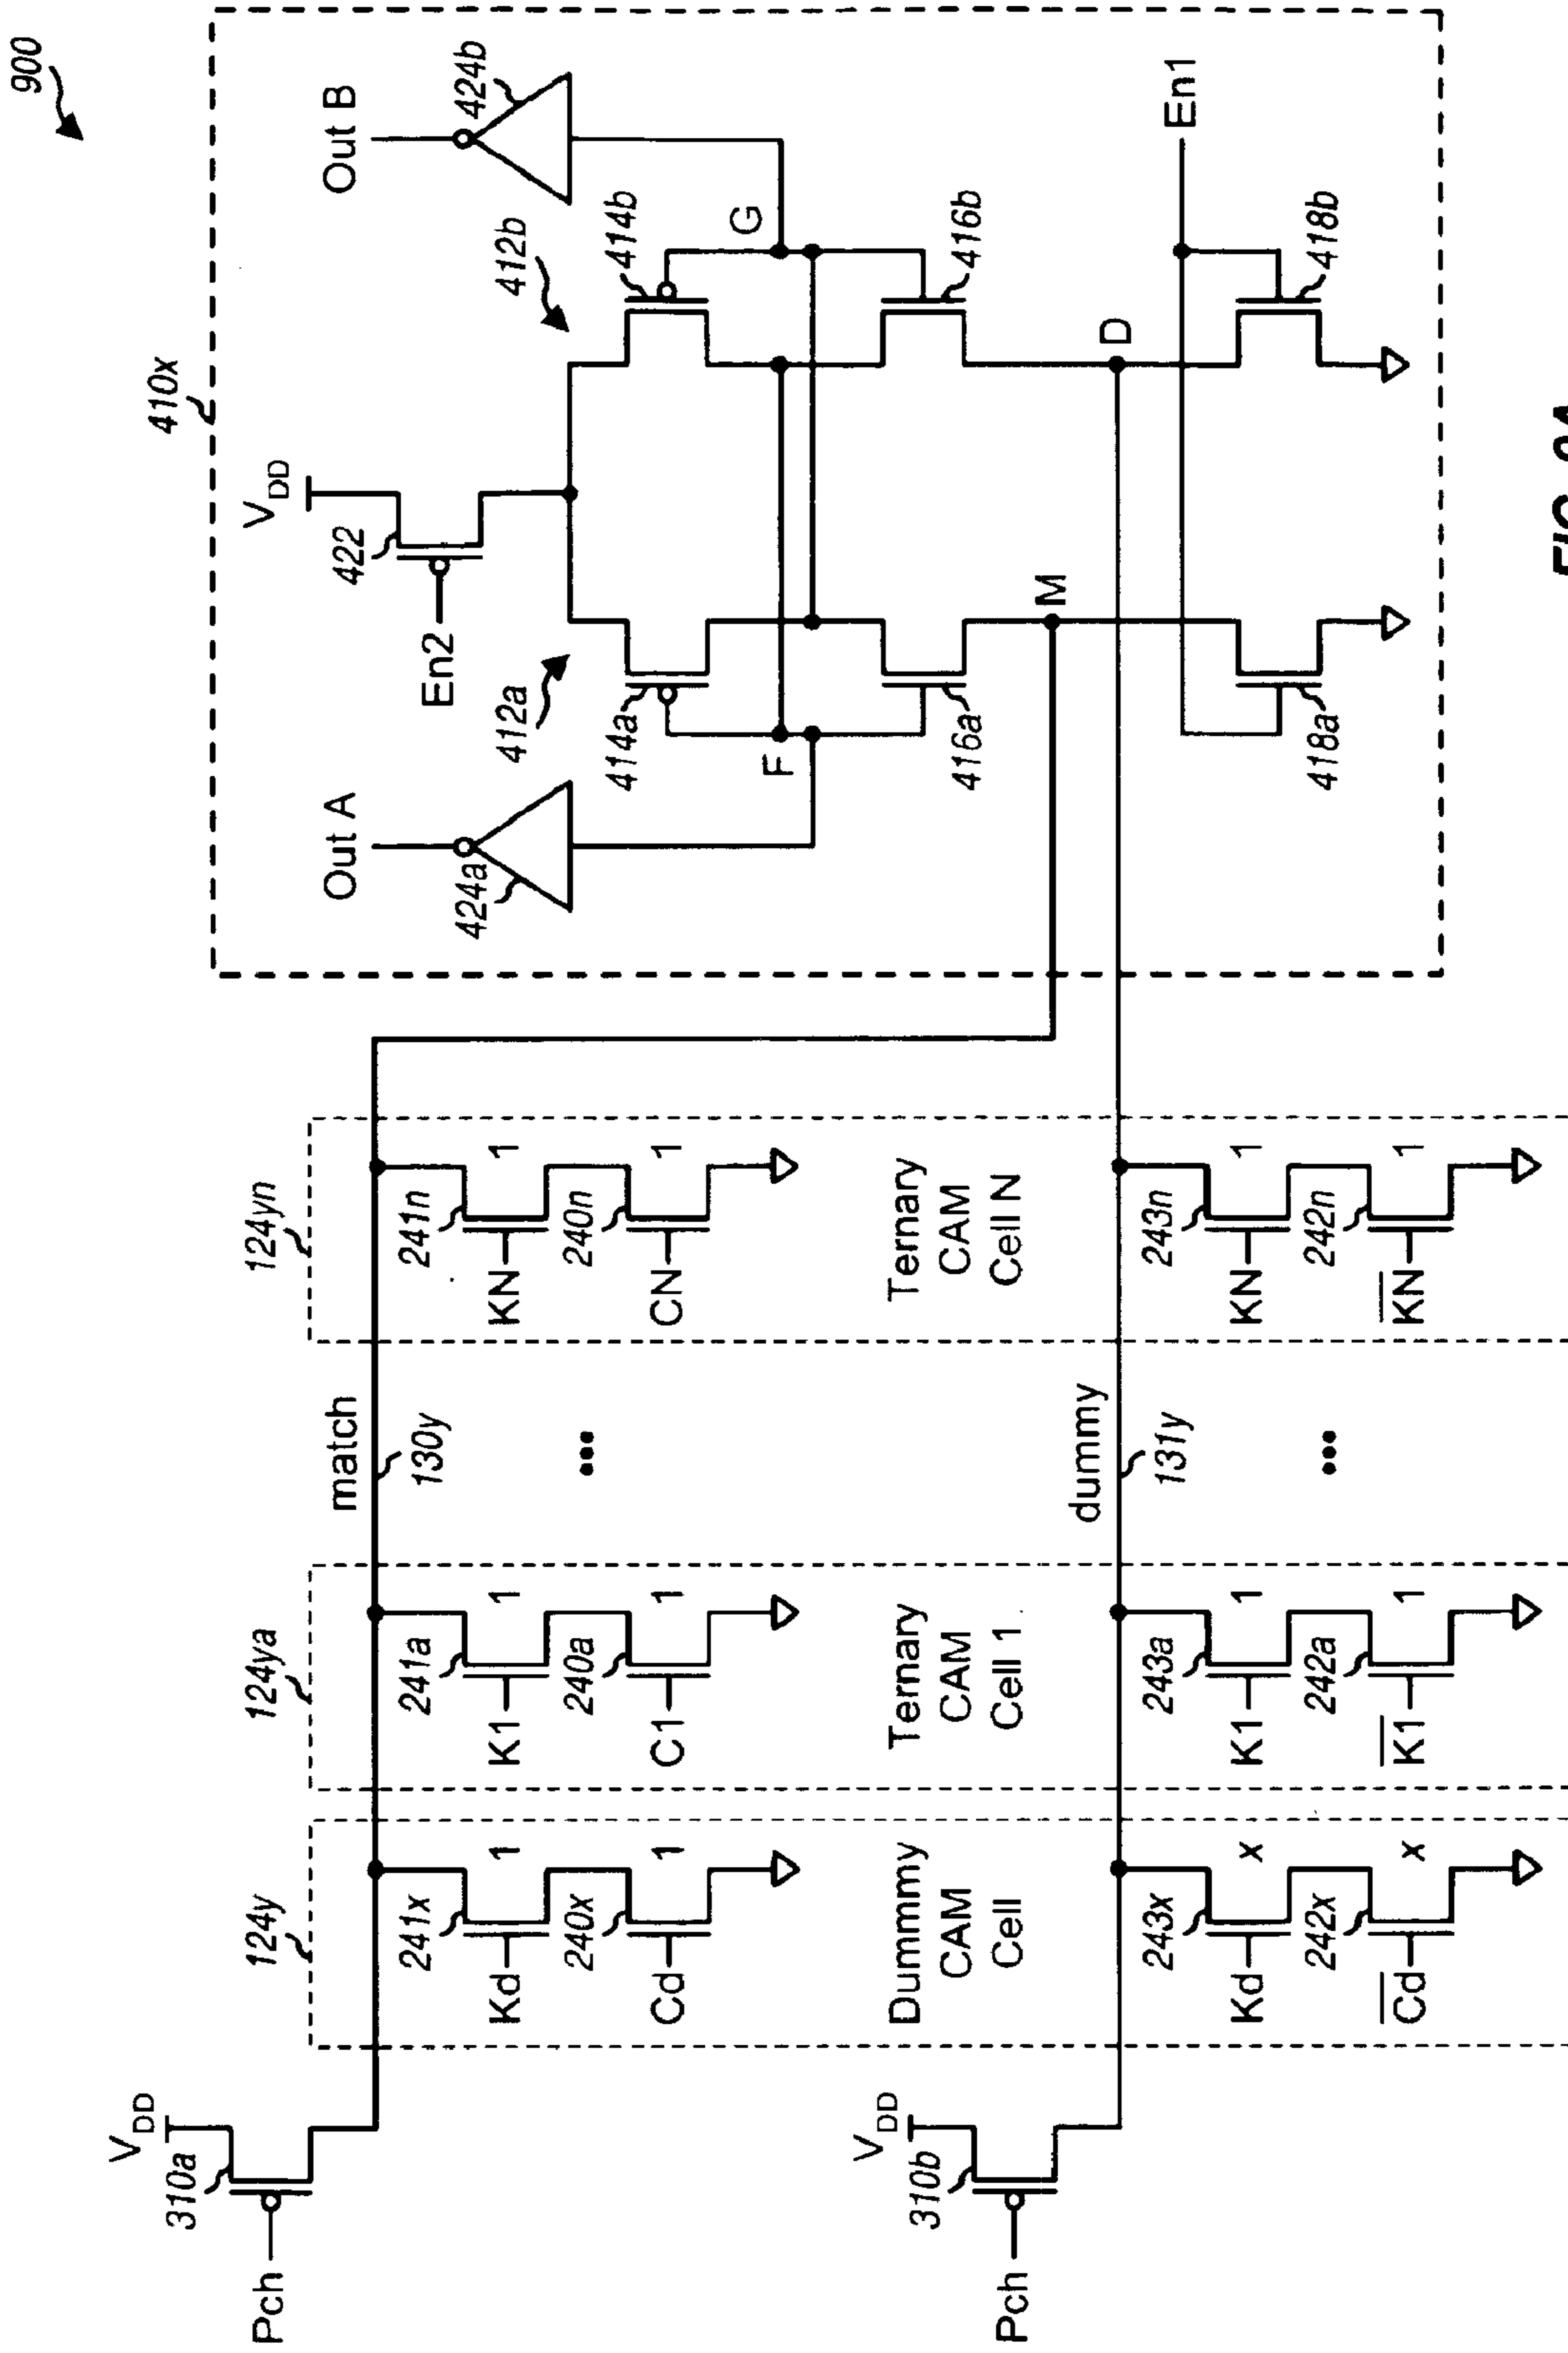 900
410x
Out A
Out B
424a
424b
V DD
422
En2
412a
412b
414a
414b
F
G
416a
416b
M
D
En1
418a
418b
124y
124ya
124yn
V DD
310a
Pch
match
130y
241x
Kd
1
240x
Cd
1
241a
K1
1
240a
C1
1
•••
241n
KN
1
240n
CN
1
Dummmy
CAM
Cell
Ternary
CAM
Cell 1
Ternary
CAM
Cell N
V DD
310b
Pch
dummy
131y
243x
Kd
x
242x
C̅d̅
x
243a
K1
1
242a
K̅1̅
1
•••
243n
KN
1
242n
K̅N̅
1